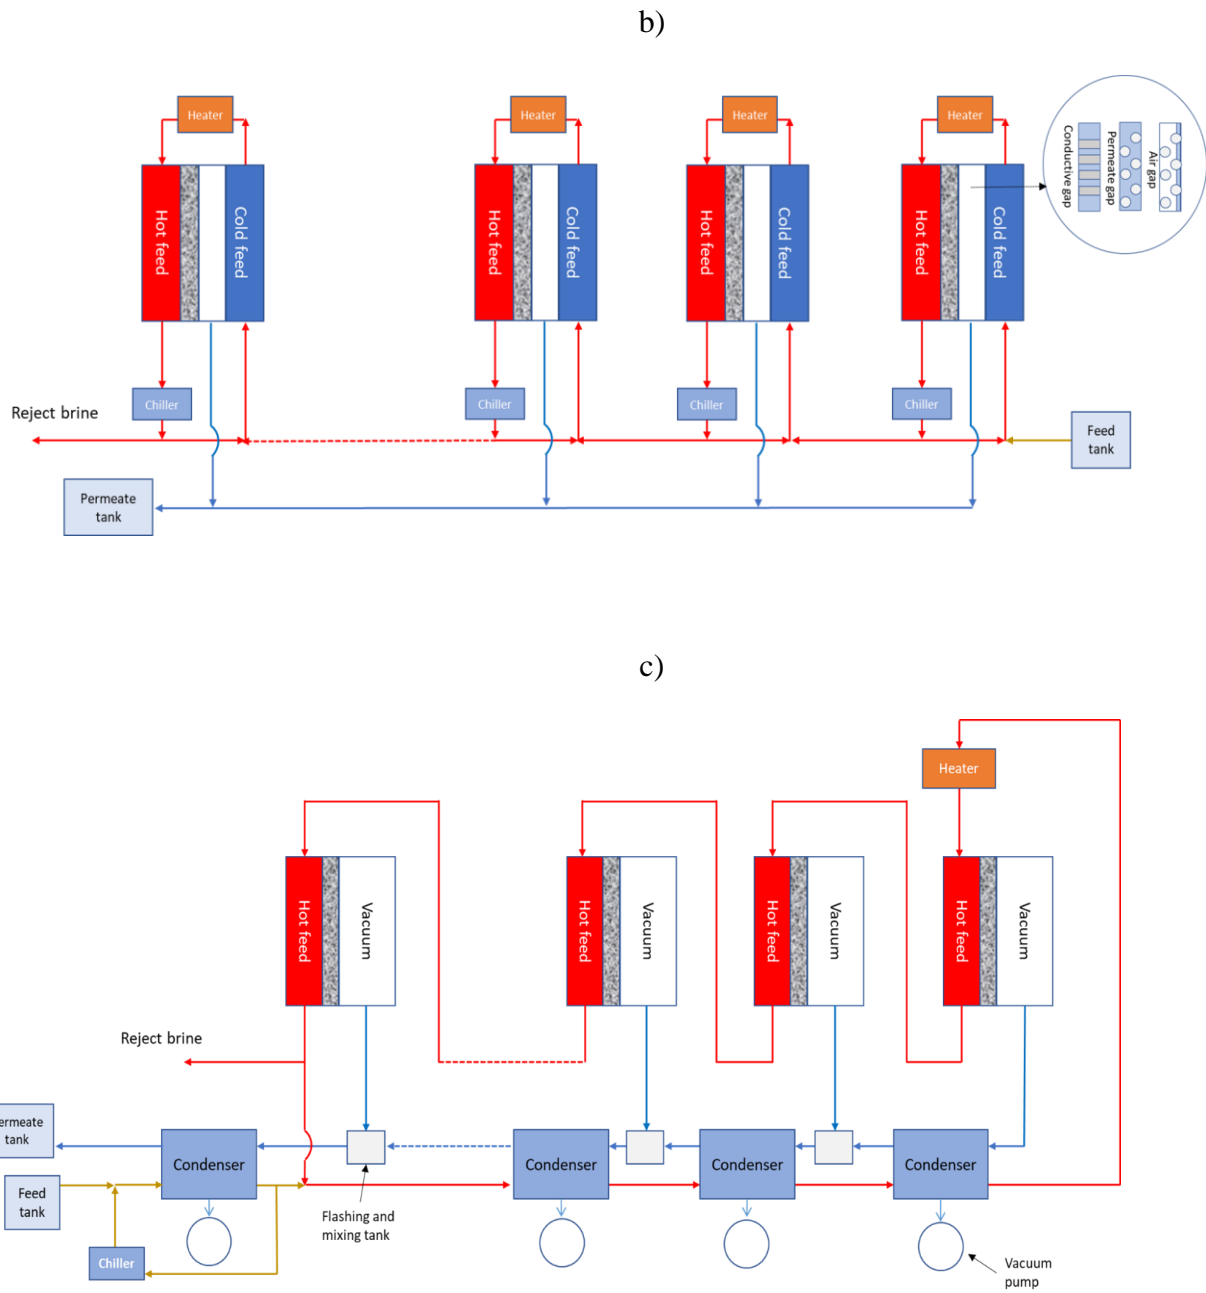 b)
Heater
Heater
Heater
Heater
Hot feed
Cold feed
Hot feed
Cold feed
Hot feed
Cold feed
Hot feed
Cold feed
Conductive gap
Permeate gap
Air gap
Chiller
Chiller
Chiller
Chiller
Reject brine
Feed
tank
Permeate
tank
c)
Heater
Hot feed
Vacuum
Hot feed
Vacuum
Hot feed
Vacuum
Hot feed
Vacuum
Reject brine
ermeate
tank
Condenser
Condenser
Condenser
Condenser
Feed
tank
Flashing and
mixing tank
Chiller
Vacuum
pump